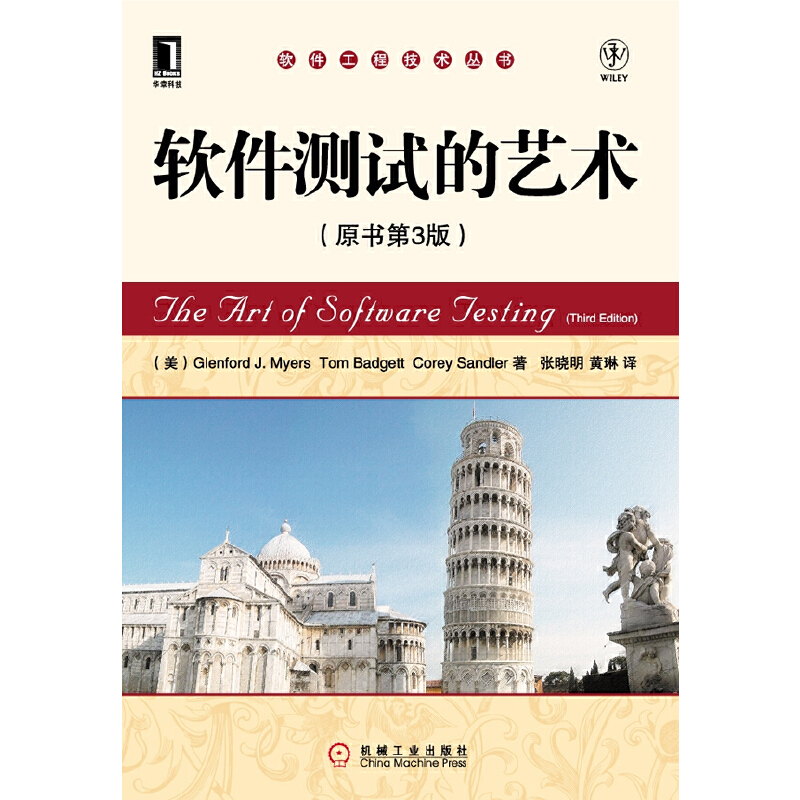 HZ Books
华章科技
软件工程技术丛书
WILEY
软件测试的艺术
（原书第3版）
The Art of Software Testing (Third Edition)
（美）Glenford J. Myers Tom Badgett Corey Sandler 著 张晓明 黄琳 译
机械工业出版社
China Machine Press